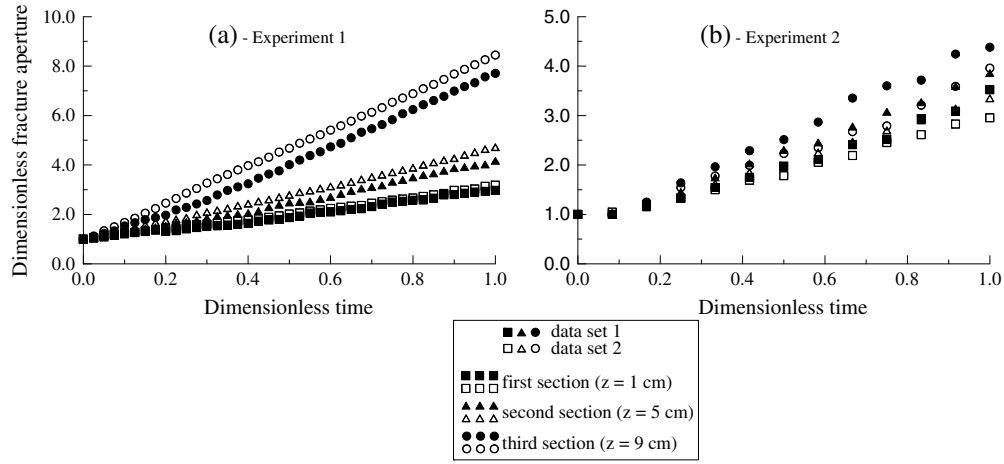 (a) - Experiment 1
Dimensionless fracture aperture
10.0
8.0
6.0
4.0
2.0
0.0
0.0 0.2 0.4 0.6 0.8 1.0
Dimensionless time
(b) - Experiment 2
5.0
4.0
3.0
2.0
1.0
0.0
0.0 0.2 0.4 0.6 0.8 1.0
Dimensionless time
data set 1
data set 2
first section (z = 1 cm)
second section (z = 5 cm)
third section (z = 9 cm)